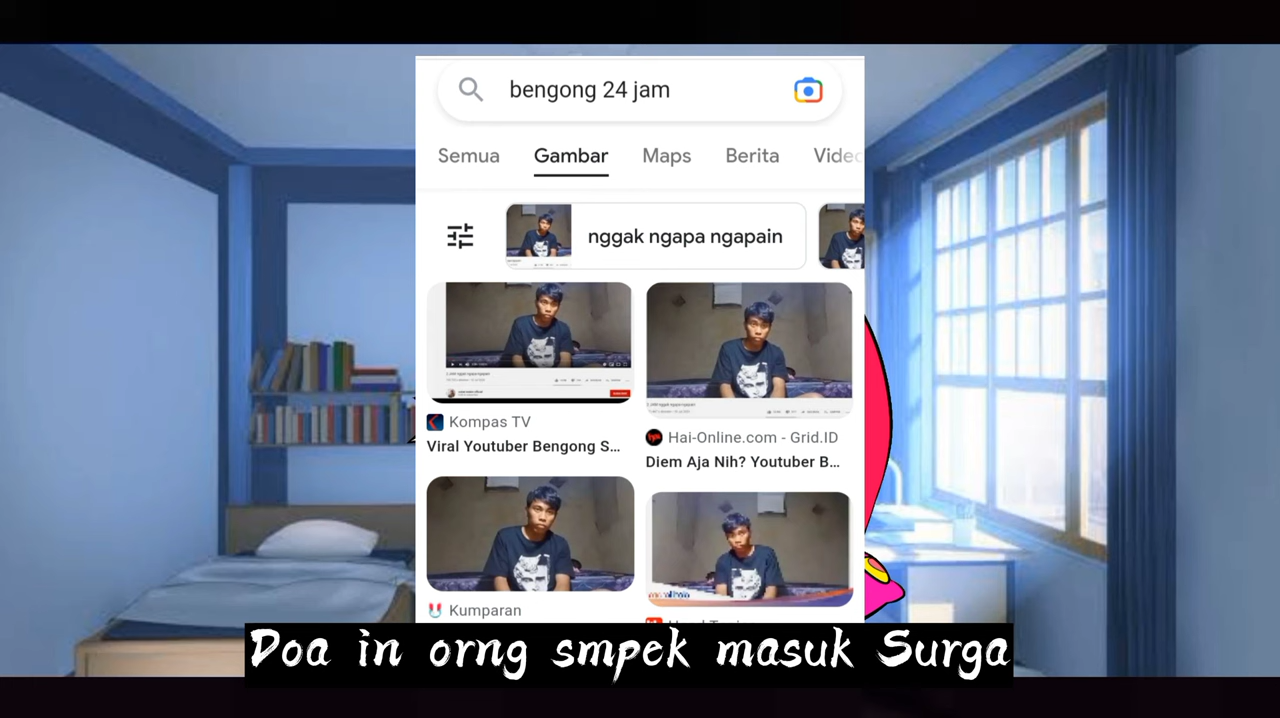 bengong 24 jam
Semua Gambar Maps Berita Video
nggak ngapa ngapain
Kompas TV
Viral Youtuber Bengong S...
Hai-Online.com - Grid.ID
Diem Aja Nih? Youtuber B...
Kumparan
Doa in orng smpek masuk Surga